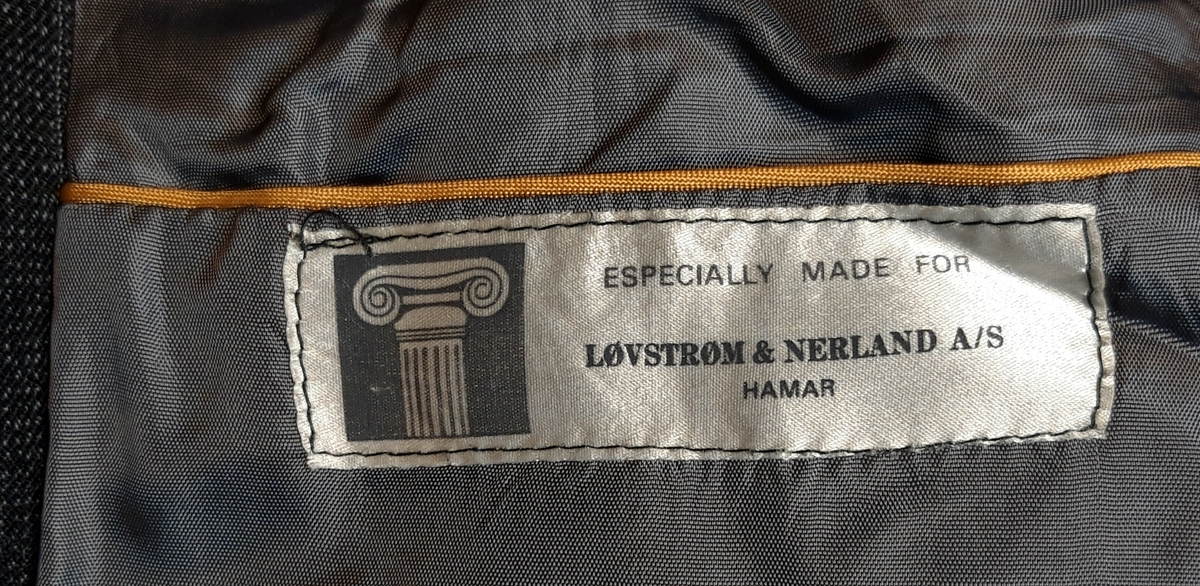 ESPECIALLY MADE FOR
LØVSTRØM & NERLAND A/S
HAMAR